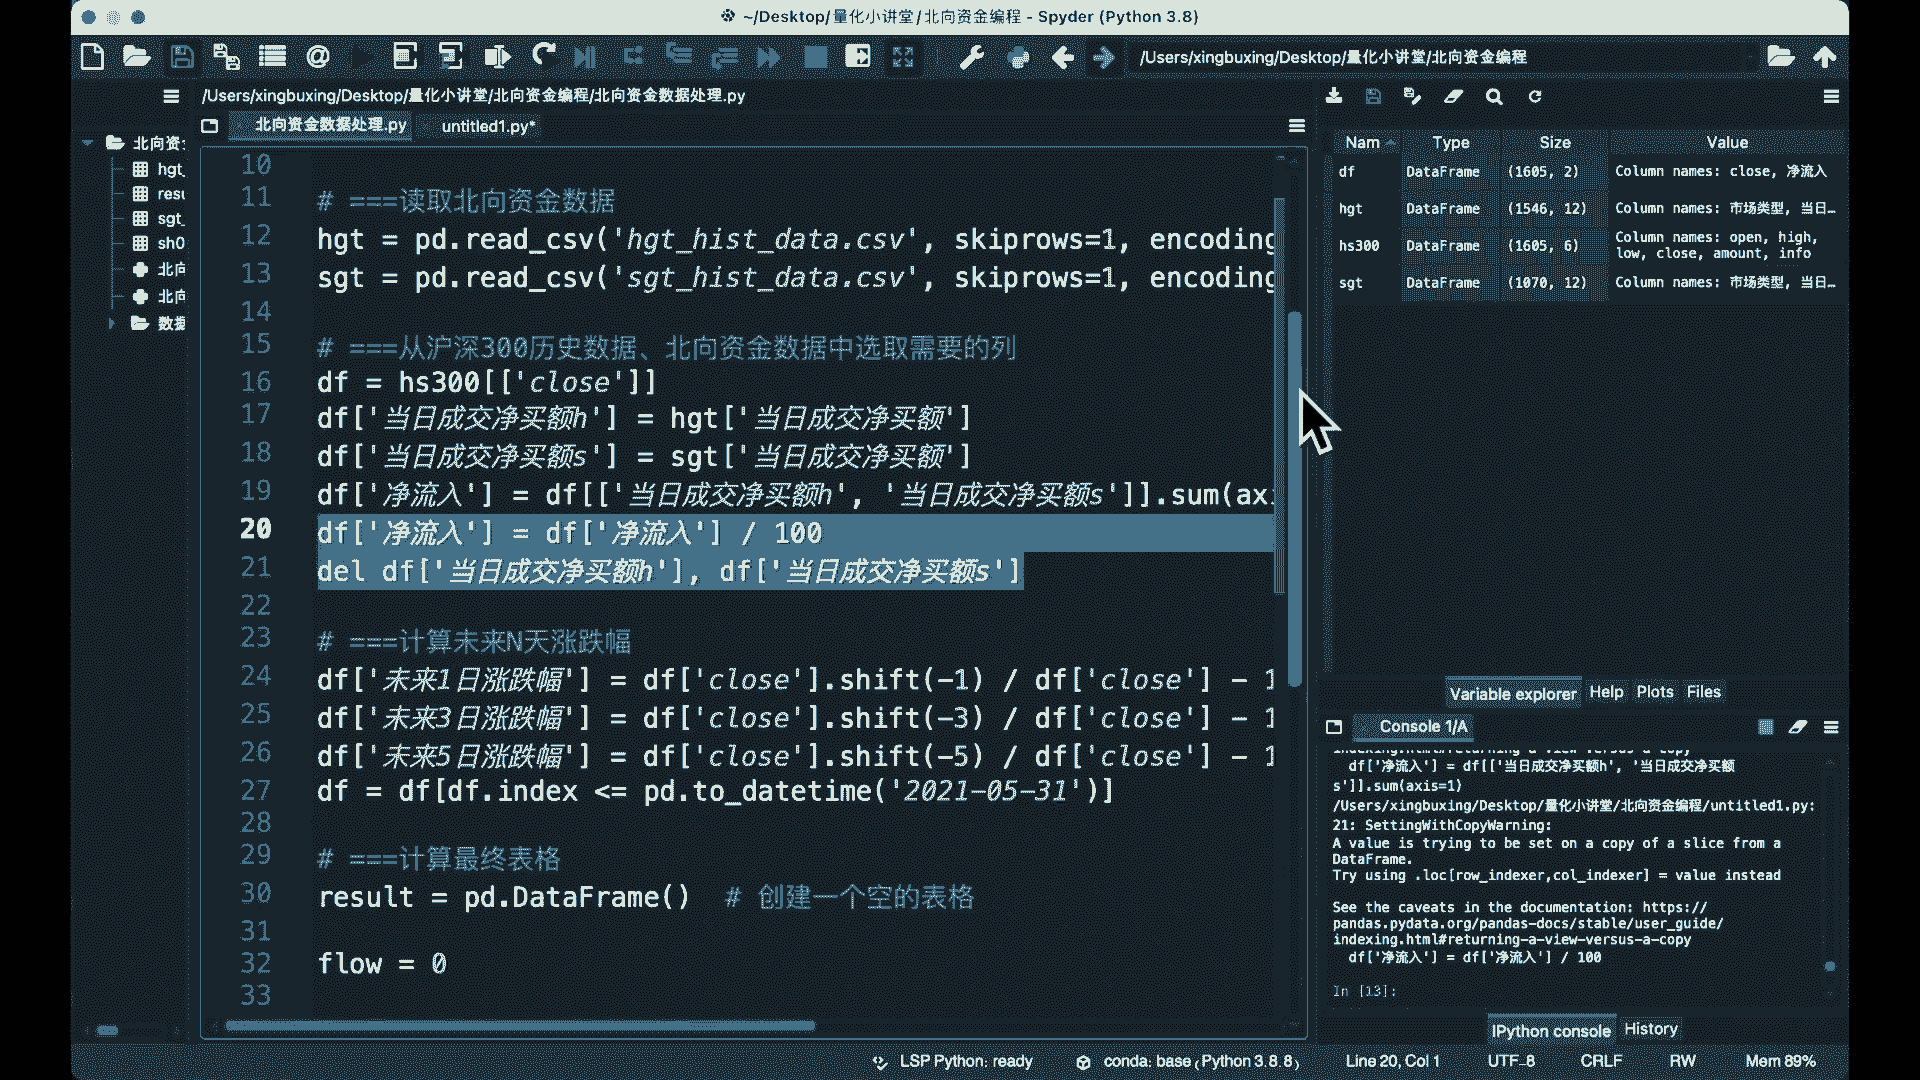 ~/Desktop/量化小讲堂/北向资金编程 - Spyder (Python 3.8)
/Users/xingbuxing/Desktop/量化小讲堂/北向资金编程
/Users/xingbuxing/Desktop/量化小讲堂/北向资金编程/北向资金数据处理.py
北向资金数据处理.py
untitled1.py*
北向资
hgt_
resu
sgt_
sh0
北向
北向
数据
10
11 # ===读取北向资金数据
12 hgt = pd.read_csv('hgt_hist_data.csv', skiprows=1, encoding
13 sgt = pd.read_csv('sgt_hist_data.csv', skiprows=1, encoding
14
15 # ===从沪深300历史数据、北向资金数据中选取需要的列
16 df = hs300[['close']]
17 df['当日成交净买额h'] = hgt['当日成交净买额']
18 df['当日成交净买额s'] = sgt['当日成交净买额']
19 df['净流入'] = df[['当日成交净买额h', '当日成交净买额s']].sum(axi
20 df['净流入'] = df['净流入'] / 100
21 del df['当日成交净买额h'], df['当日成交净买额s']
22
23 # ===计算未来N天涨跌幅
24 df['未来1日涨跌幅'] = df['close'].shift(-1) / df['close'] - 1
25 df['未来3日涨跌幅'] = df['close'].shift(-3) / df['close'] - 1
26 df['未来5日涨跌幅'] = df['close'].shift(-5) / df['close'] - 1
27 df = df[df.index <= pd.to_datetime('2021-05-31')]
28
29 # ===计算最终表格
30 result = pd.DataFrame()  # 创建一个空的表格
31
32 flow = 0
33
Nam Type Size Value
df DataFrame (1605, 2) Column names: close, 净流入
hgt DataFrame (1546, 12) Column names: 市场类型, 当日…
hs300 DataFrame (1605, 6) Column names: open, high,
low, close, amount, info
sgt DataFrame (1070, 12) Column names: 市场类型, 当日…
Variable explorer Help Plots Files
Console 1/A
indexing.html#returning-a-view-versus-a-copy
df['净流入'] = df[['当日成交净买额h', '当日成交净买额
s']].sum(axis=1)
/Users/xingbuxing/Desktop/量化小讲堂/北向资金编程/untitled1.py:
21: SettingWithCopyWarning:
A value is trying to be set on a copy of a slice from a
DataFrame.
Try using .loc[row_indexer,col_indexer] = value instead
See the caveats in the documentation: https://
pandas.pydata.org/pandas-docs/stable/user_guide/
indexing.html#returning-a-view-versus-a-copy
df['净流入'] = df['净流入'] / 100
In [13]:
IPython console History
LSP Python: ready conda: base (Python 3.8.8) Line 20, Col 1 UTF-8 CRLF RW Mem 89%